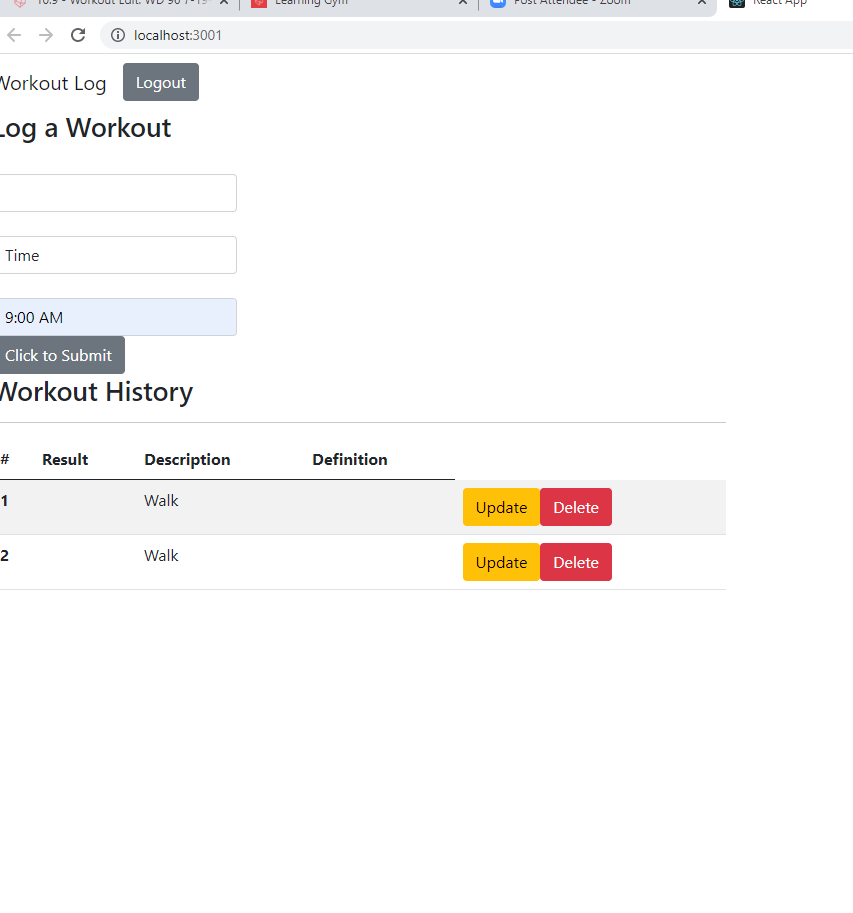 10.9 - Workout Edit: WD 90 7-19- Learning Gym Post Attendee - Zoom React App
localhost:3001
Workout Log Logout
Log a Workout
Time
9:00 AM
Click to Submit
Workout History
# Result Description Definition
1 Walk Update Delete
2 Walk Update Delete